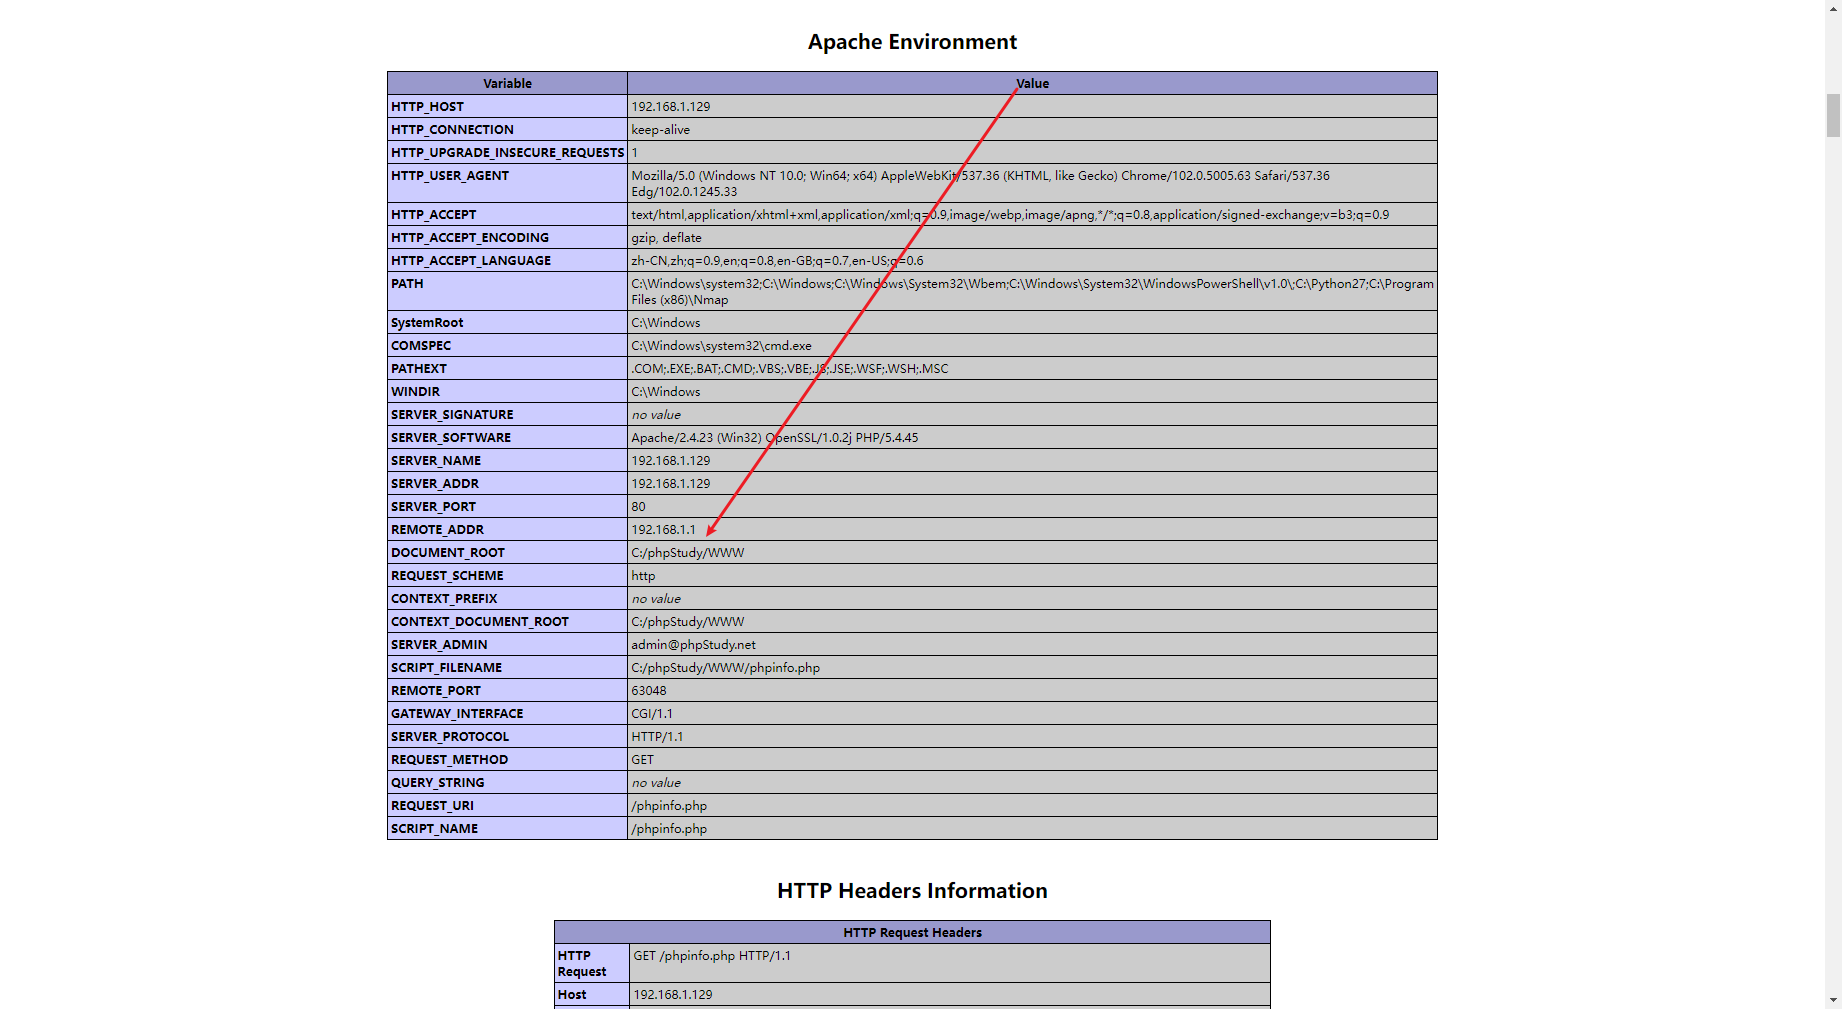 Apache Environment
Variable Value
HTTP_HOST 192.168.1.129
HTTP_CONNECTION keep-alive
HTTP_UPGRADE_INSECURE_REQUESTS 1
HTTP_USER_AGENT Mozilla/5.0 (Windows NT 10.0; Win64; x64) AppleWebKit/537.36 (KHTML, like Gecko) Chrome/102.0.5005.63 Safari/537.36
Edg/102.0.1245.33
HTTP_ACCEPT text/html,application/xhtml+xml,application/xml;q=0.9,image/webp,image/apng,*/*;q=0.8,application/signed-exchange;v=b3;q=0.9
HTTP_ACCEPT_ENCODING gzip, deflate
HTTP_ACCEPT_LANGUAGE zh-CN,zh;q=0.9,en;q=0.8,en-GB;q=0.7,en-US;q=0.6
PATH C:\Windows\system32;C:\Windows;C:\Windows\System32\Wbem;C:\Windows\System32\WindowsPowerShell\v1.0\;C:\Python27;C:\Program
Files (x86)\Nmap
SystemRoot C:\Windows
COMSPEC C:\Windows\system32\cmd.exe
PATHEXT .COM;.EXE;.BAT;.CMD;.VBS;.VBE;.JS;.JSE;.WSF;.WSH;.MSC
WINDIR C:\Windows
SERVER_SIGNATURE no value
SERVER_SOFTWARE Apache/2.4.23 (Win32) OpenSSL/1.0.2j PHP/5.4.45
SERVER_NAME 192.168.1.129
SERVER_ADDR 192.168.1.129
SERVER_PORT 80
REMOTE_ADDR 192.168.1.1
DOCUMENT_ROOT C:/phpStudy/WWW
REQUEST_SCHEME http
CONTEXT_PREFIX no value
CONTEXT_DOCUMENT_ROOT C:/phpStudy/WWW
SERVER_ADMIN admin@phpStudy.net
SCRIPT_FILENAME C:/phpStudy/WWW/phpinfo.php
REMOTE_PORT 63048
GATEWAY_INTERFACE CGI/1.1
SERVER_PROTOCOL HTTP/1.1
REQUEST_METHOD GET
QUERY_STRING no value
REQUEST_URI /phpinfo.php
SCRIPT_NAME /phpinfo.php
HTTP Headers Information
HTTP Request Headers
HTTP GET /phpinfo.php HTTP/1.1
Request
Host 192.168.1.129